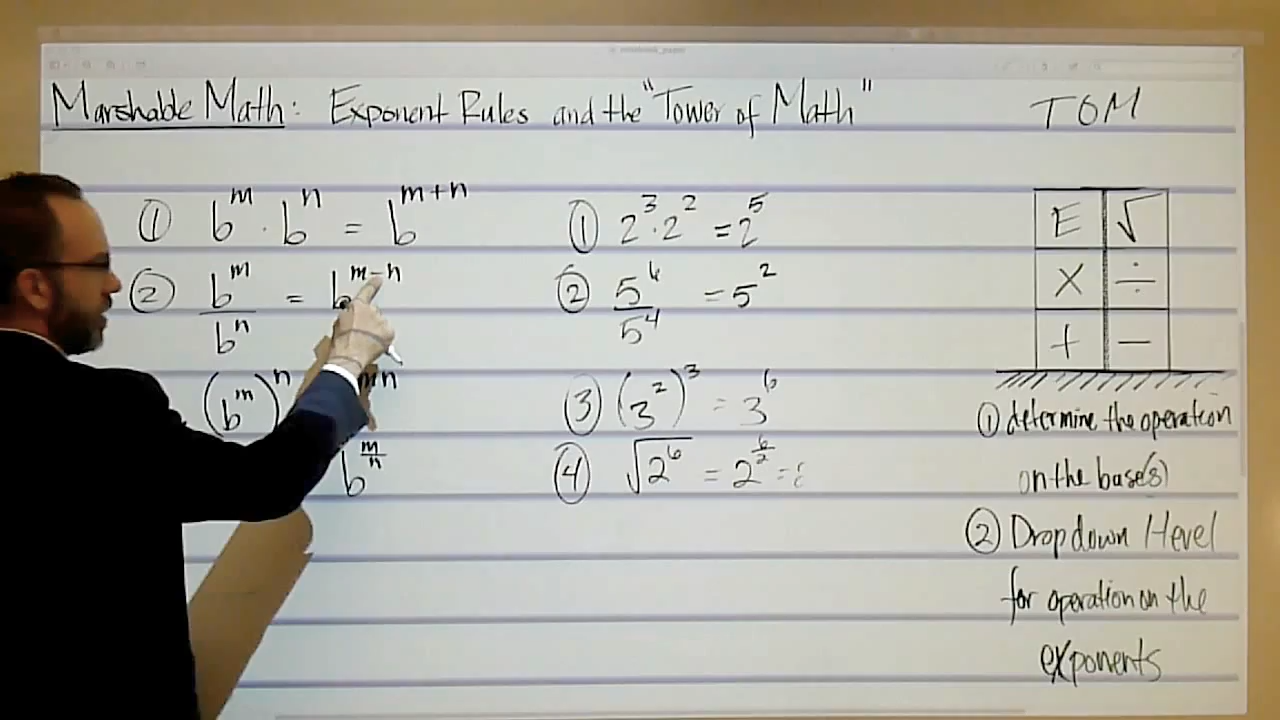 Marshable Math: Exponent Rules and the "Tower of Math"
TOM
① b^m · b^n = b^(m+n)
② b^m / b^n = b^(m-n)
(b^m)^n
mn
b^(m/n)
① 2^3 · 2^2 = 2^5
② 5^6 / 5^4 = 5^2
③ (3^2)^3 = 3^6
④ √2^6 = 2^(6/2) =
E √
× ÷
+ −
① determine the operation
on the base(s)
② Drop down 1 level
for operation on the
exponents